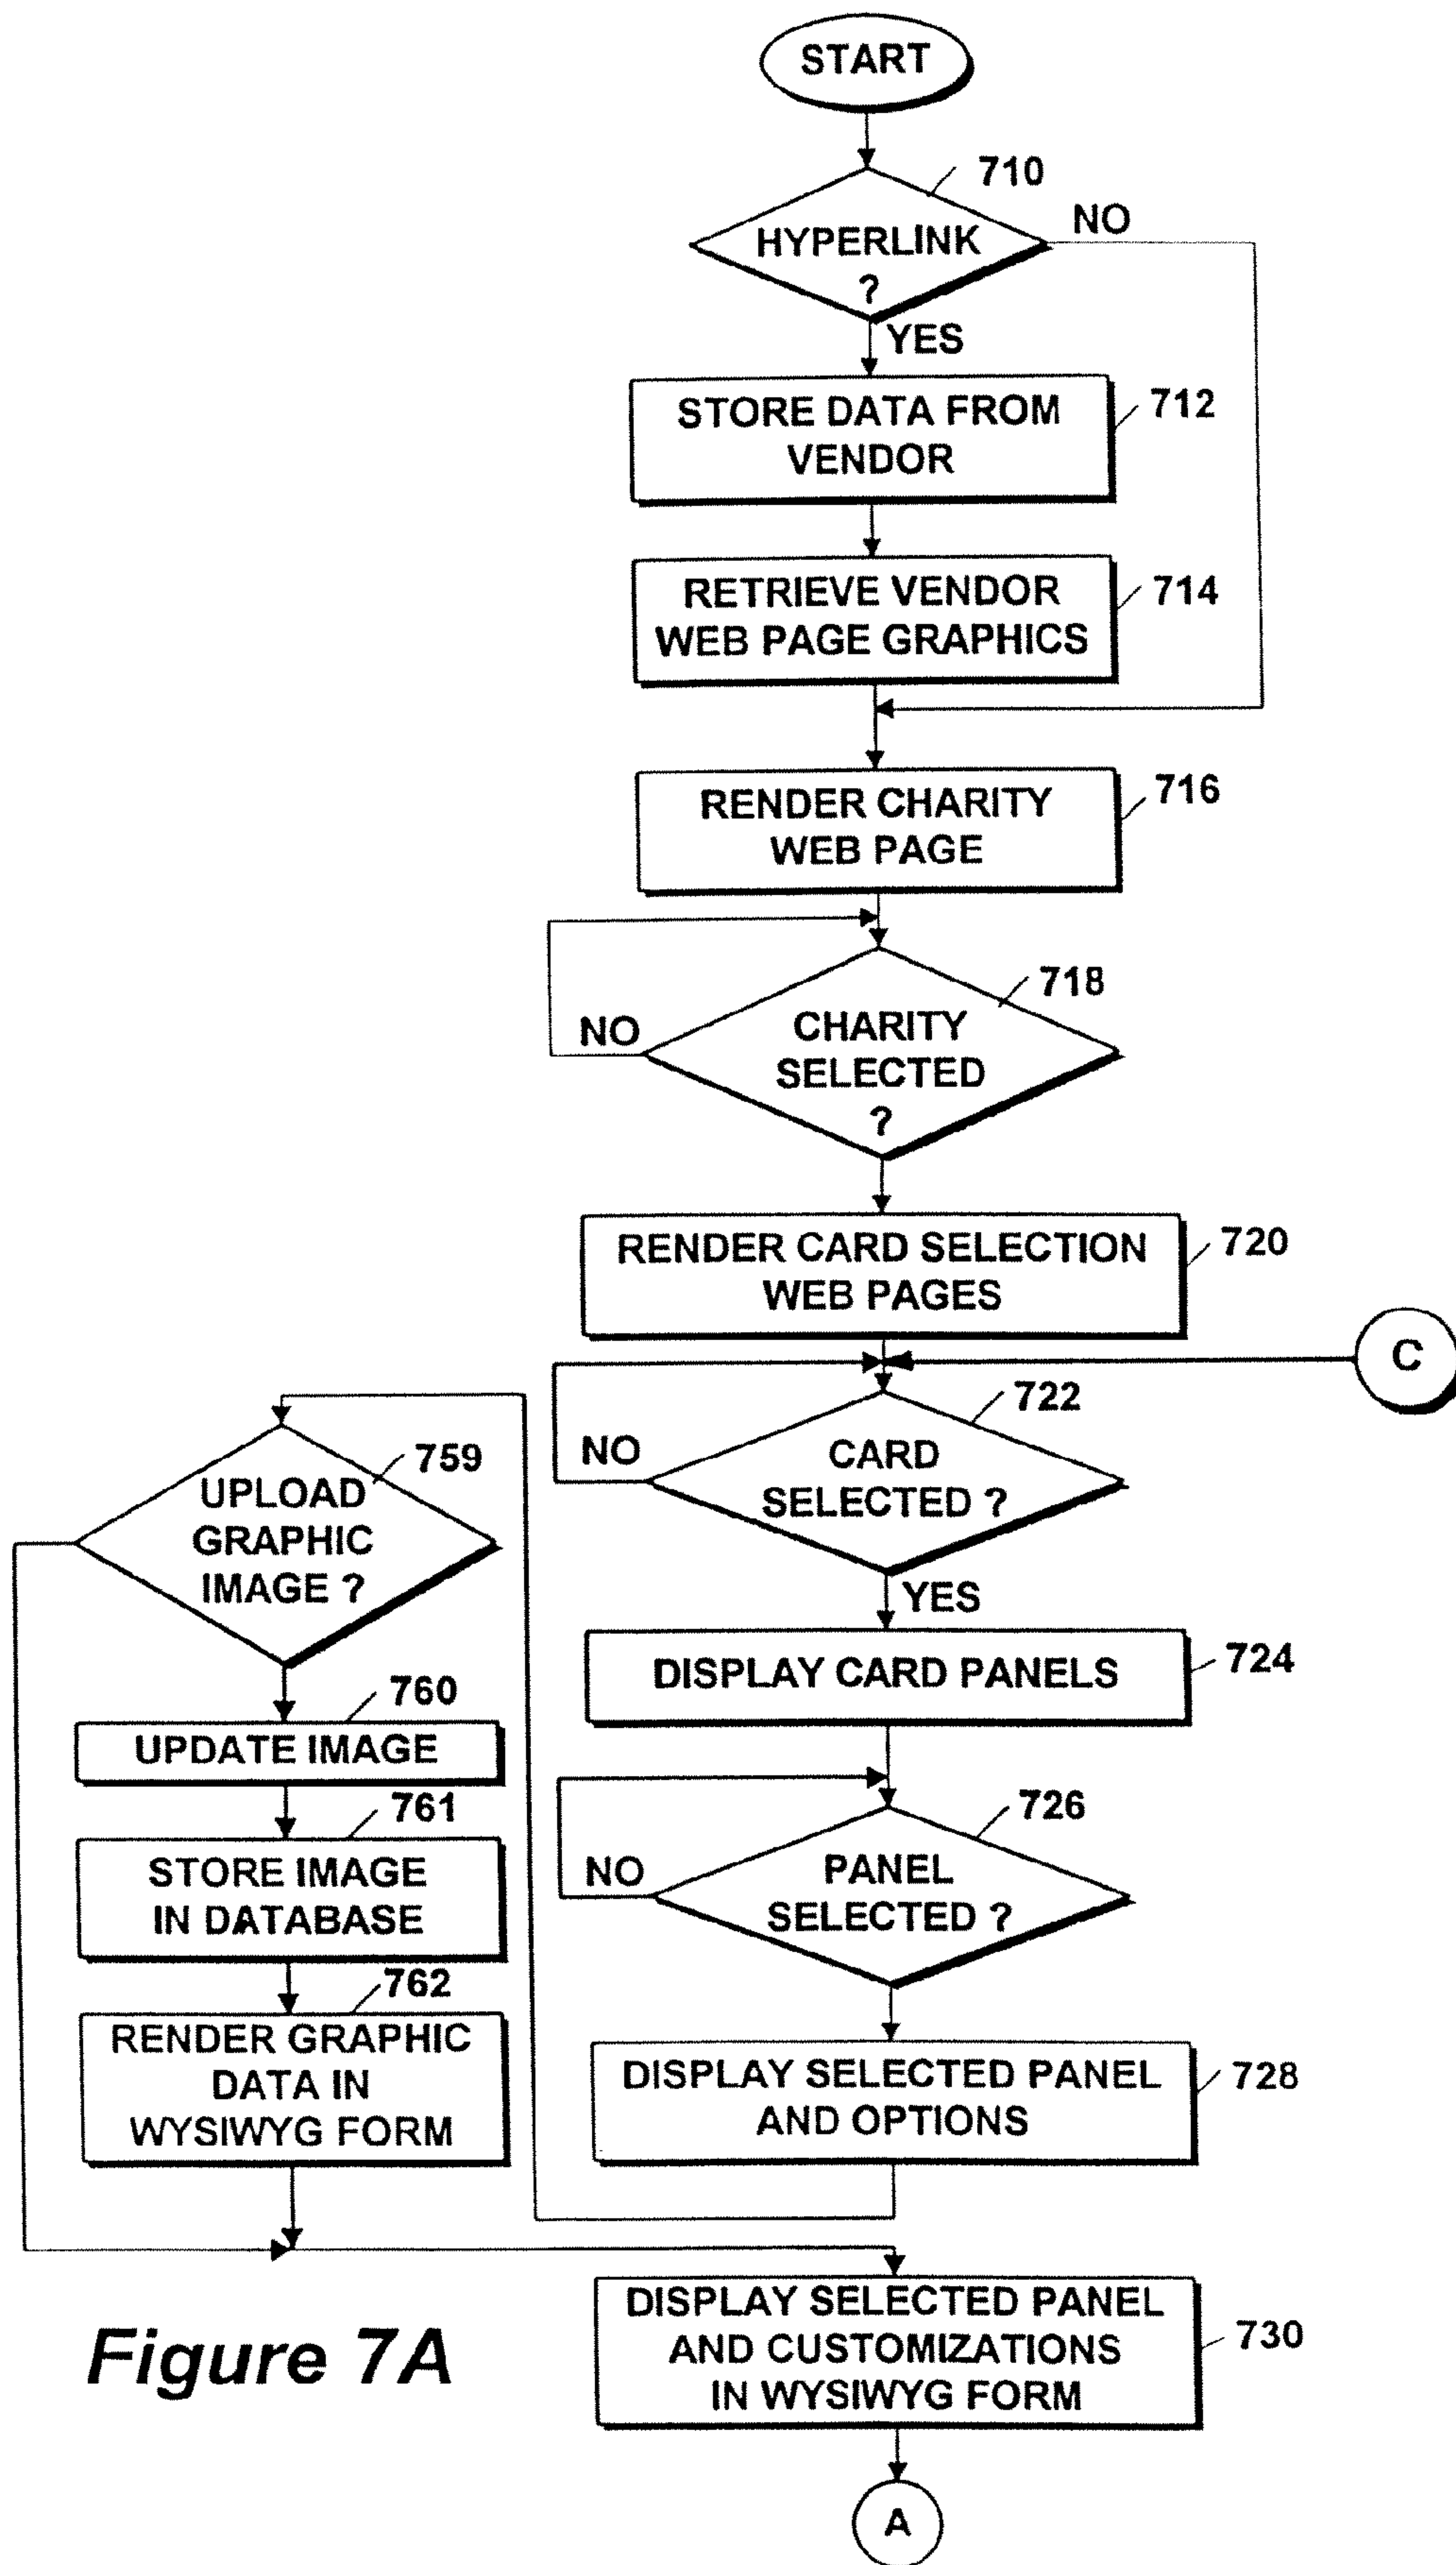 START
710
HYPERLINK
?
NO
YES
STORE DATA FROM
VENDOR
712
RETRIEVE VENDOR
WEB PAGE GRAPHICS
714
RENDER CHARITY
WEB PAGE
716
718
CHARITY
SELECTED
?
NO
RENDER CARD SELECTION
WEB PAGES
720
C
722
CARD
SELECTED ?
NO
YES
759
UPLOAD
GRAPHIC
IMAGE ?
DISPLAY CARD PANELS
724
760
UPDATE IMAGE
726
PANEL
SELECTED ?
NO
761
STORE IMAGE
IN DATABASE
762
RENDER GRAPHIC
DATA IN
WYSIWYG FORM
DISPLAY SELECTED PANEL
AND OPTIONS
728
DISPLAY SELECTED PANEL
AND CUSTOMIZATIONS
IN WYSIWYG FORM
730
Figure 7A
A